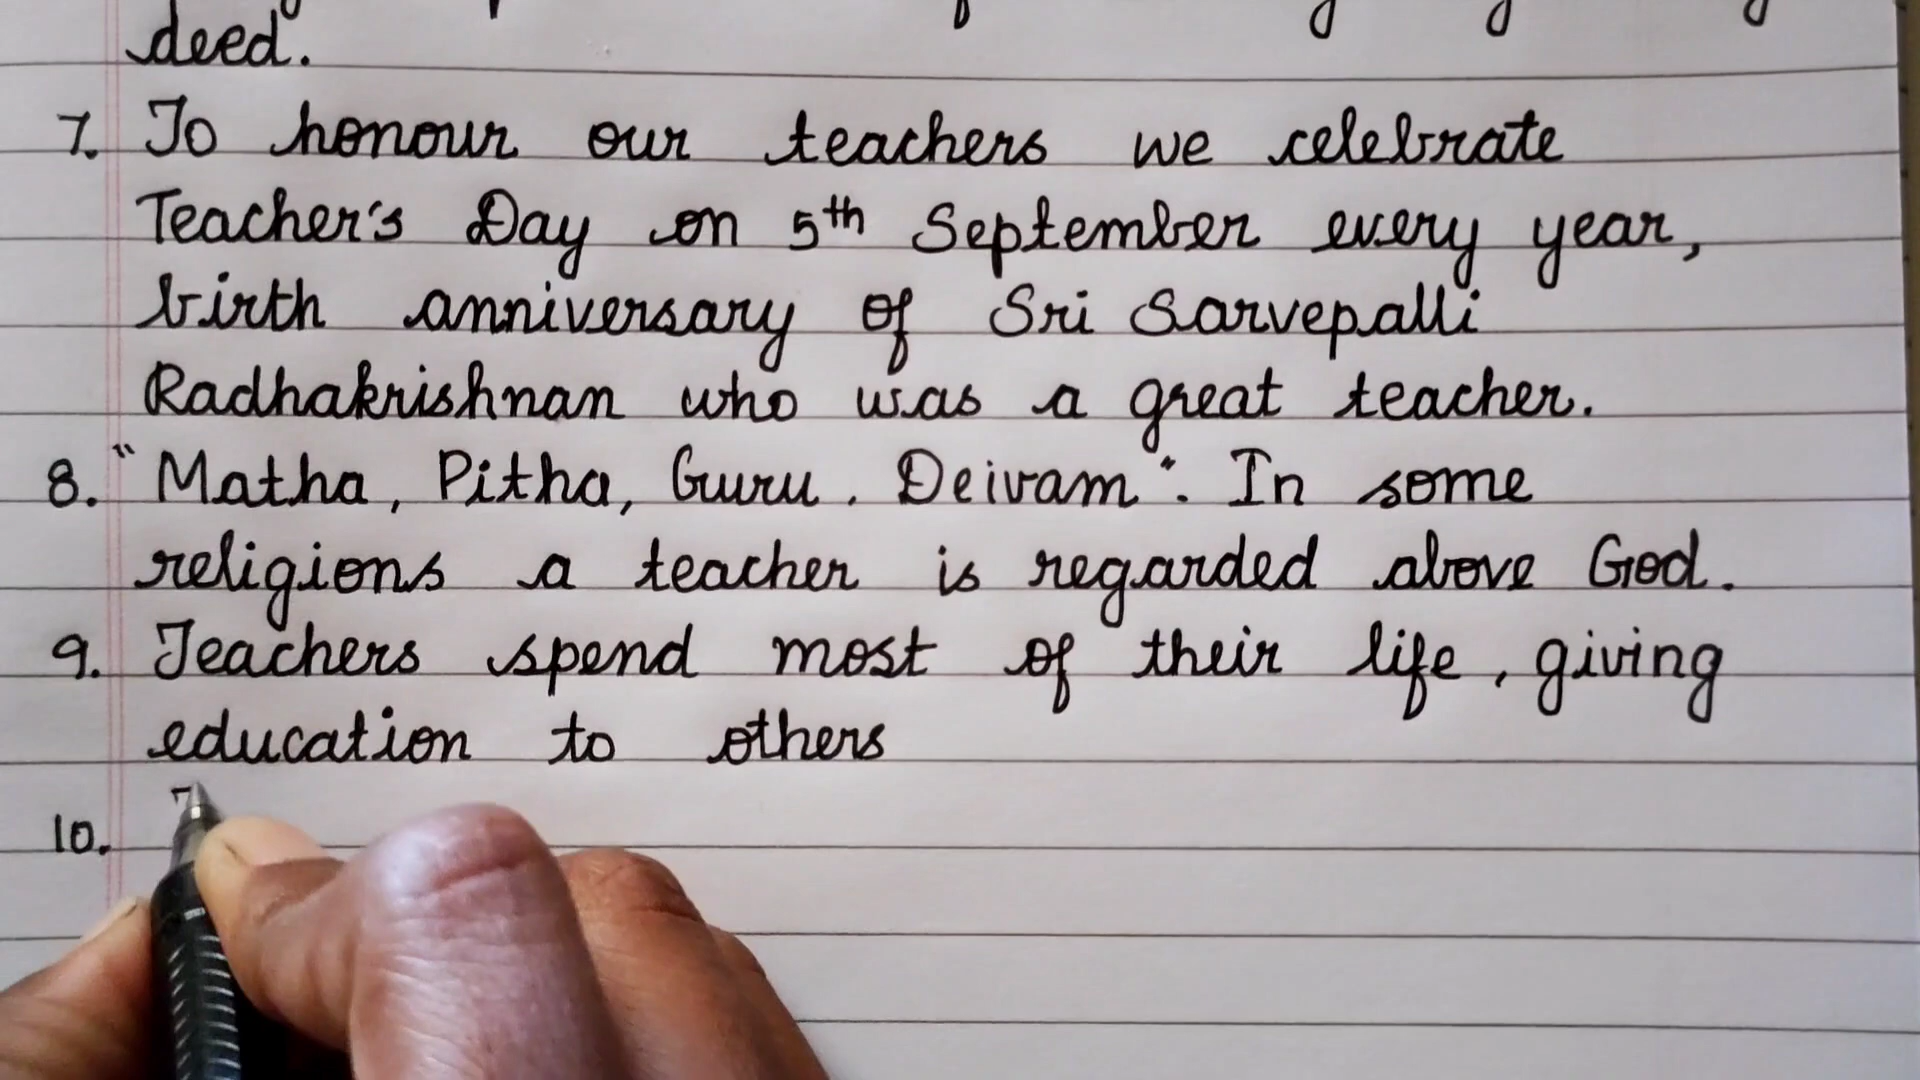 deed.
7. To honour our teachers we celebrate
Teacher's Day on 5th September every year,
birth anniversary of Sri Sarvepalli
Radhakrishnan who was a great teacher.
8. "Matha, Pitha, Guru, Deivam". In some
religions a teacher is regarded above God.
9. Teachers spend most of their life, giving
education to others
10.